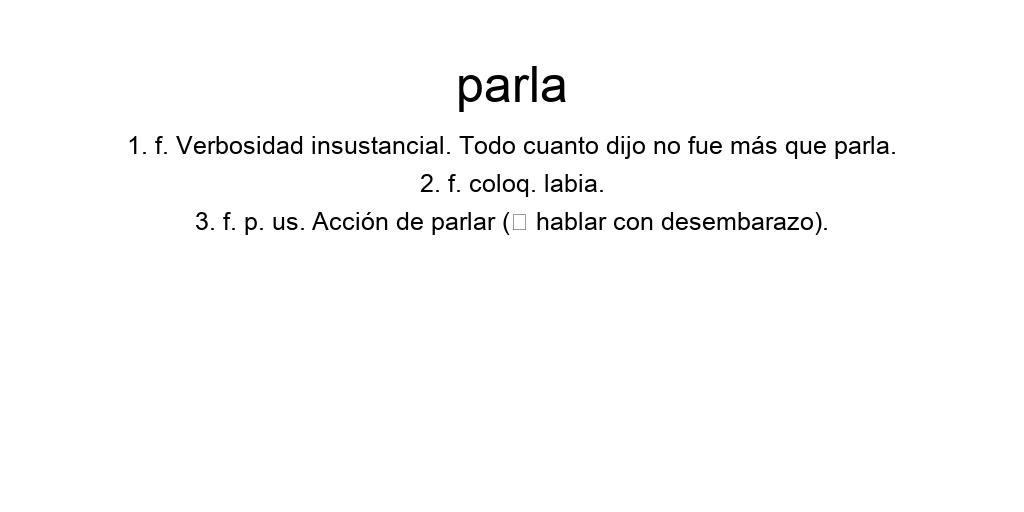 parla
1. f. Verbosidad insustancial. Todo cuanto dijo no fue más que parla.
2. f. coloq. labia.
3. f. p. us. Acción de parlar (□ hablar con desembarazo).